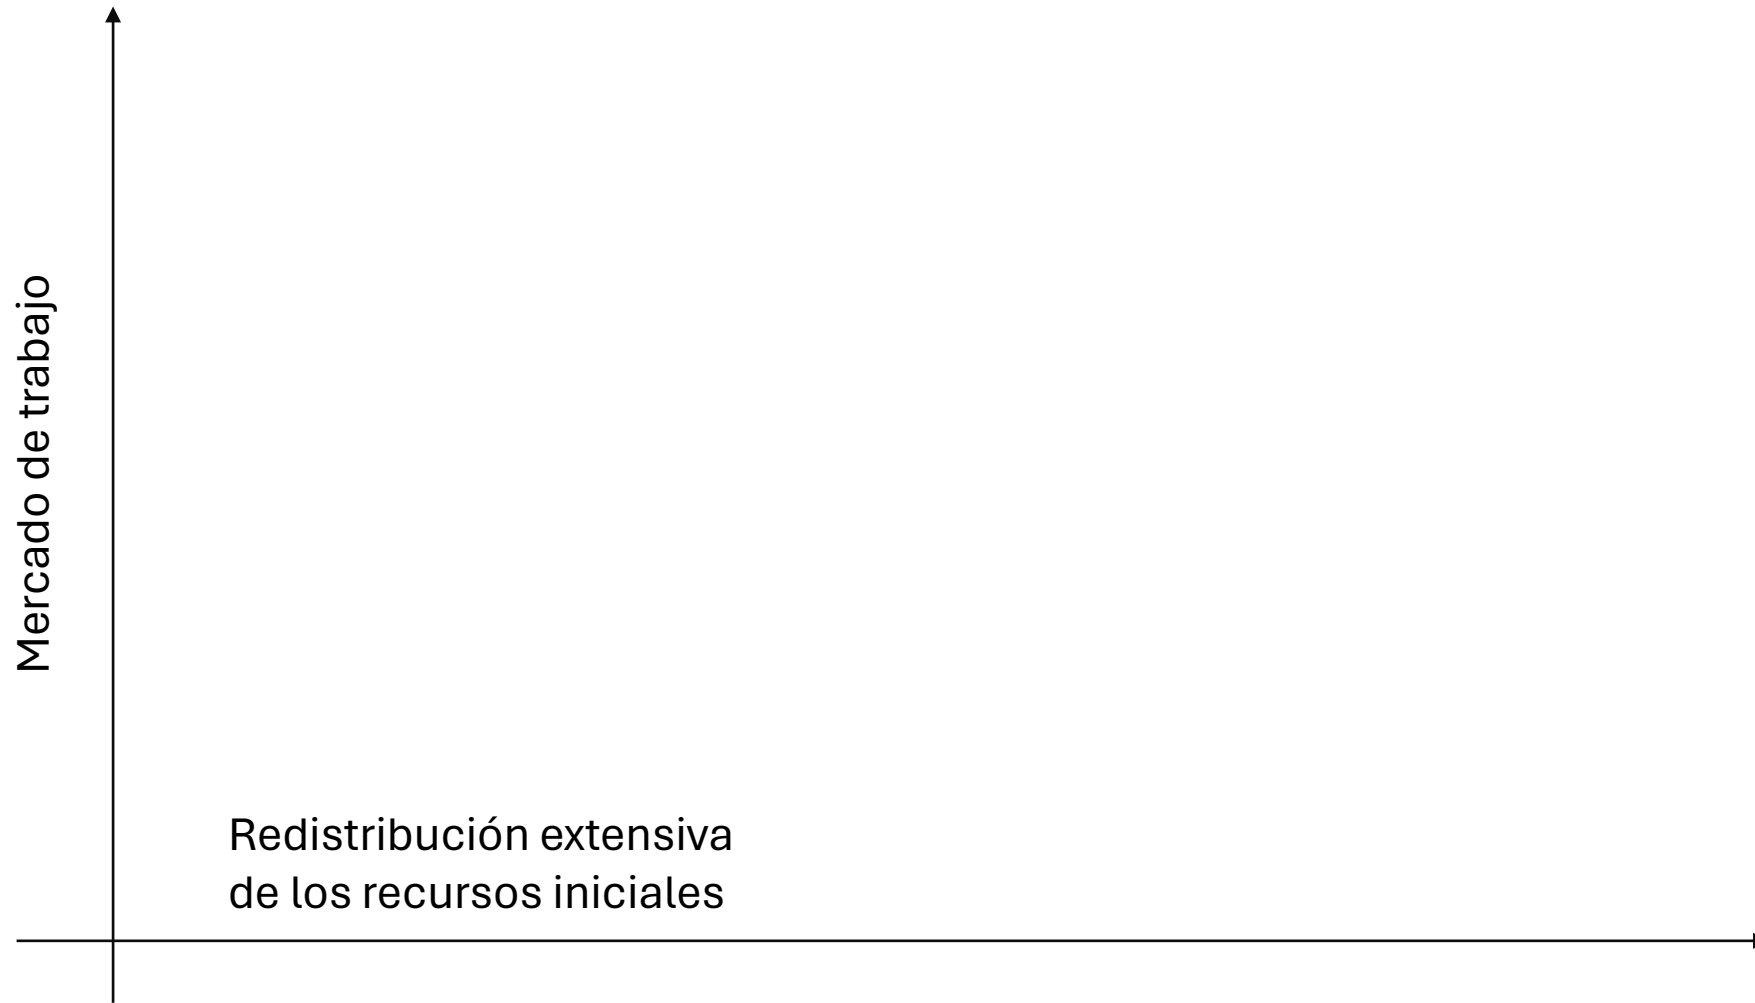 Mercado de trabajo
Redistribución extensiva
de los recursos iniciales